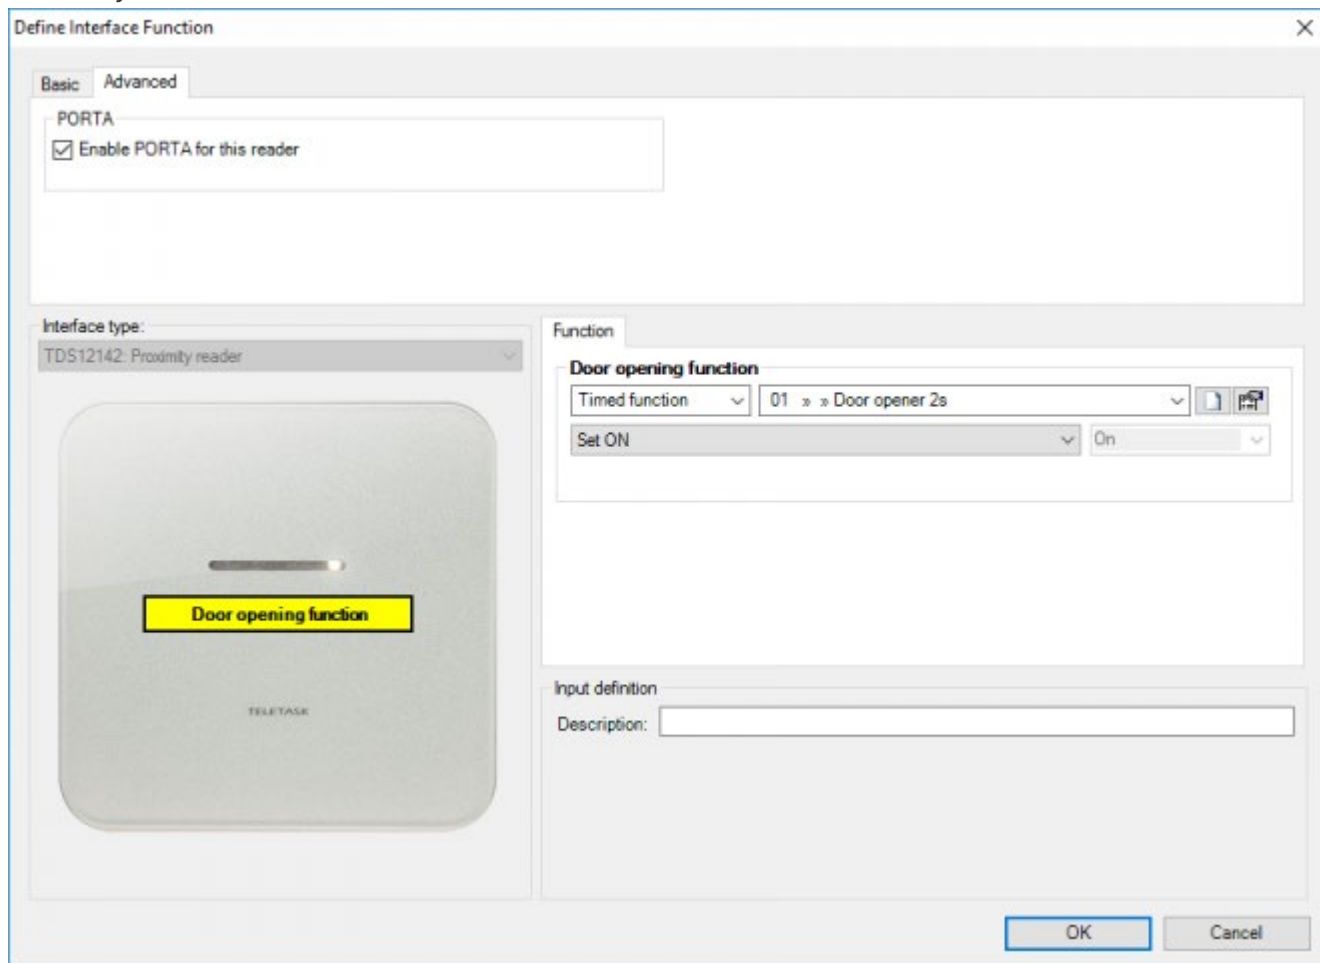 Define Interface Function
Basic Advanced
PORTA
Enable PORTA for this reader
Interface type:
TDS12142: Proximity reader
Door opening function
TELETASK
Function
Door opening function
Timed function 01 » » Door opener 2s
Set ON On
Input definition
Description:
OK Cancel